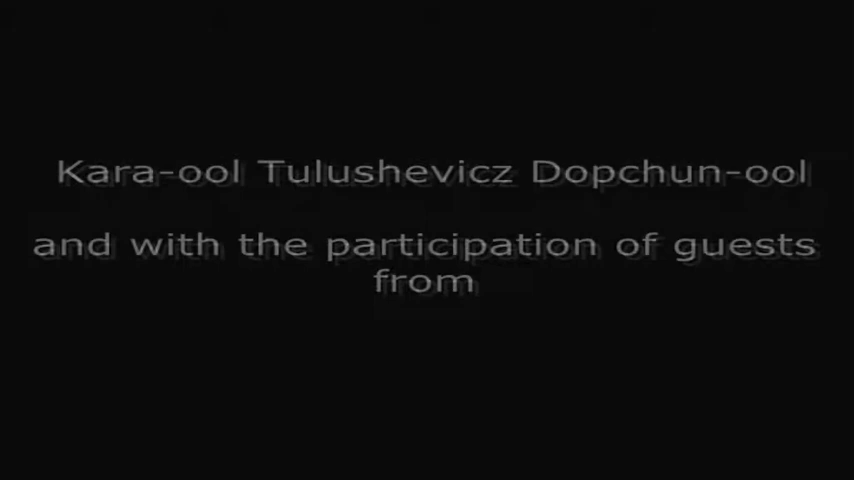 Kara-ool Tulushevicz Dopchun-ool
and with the participation of guests
from